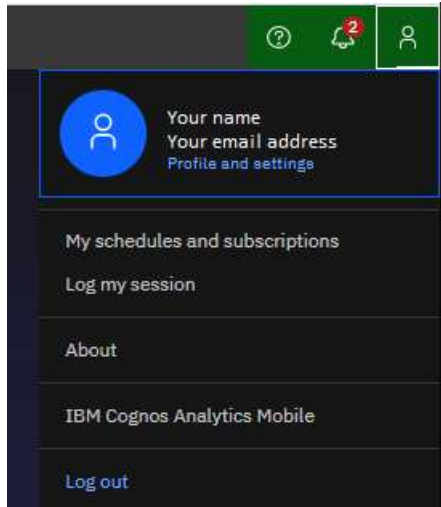 2
Your name
Your email address
Profile and settings
My schedules and subscriptions
Log my session
About
IBM Cognos Analytics Mobile
Log out